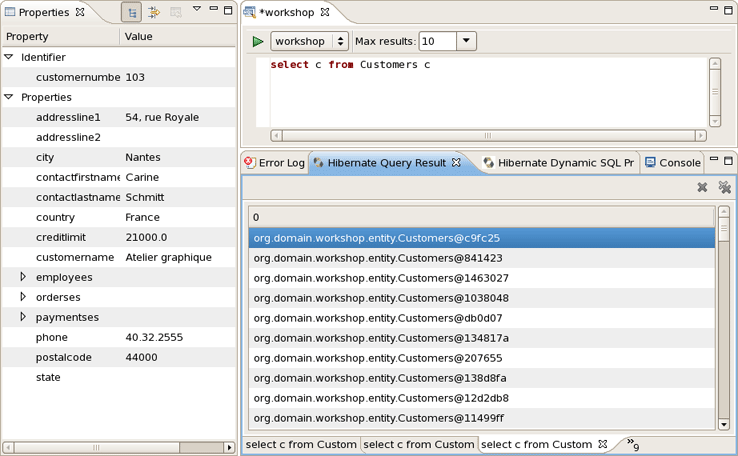 Properties
Property Value
Identifier
customernumbe 103
Properties
addressline1 54, rue Royale
addressline2
city Nantes
contactfirstname Carine
contactlastname Schmitt
country France
creditlimit 21000.0
customername Atelier graphique
employees
orderses
paymentses
phone 40.32.2555
postalcode 44000
state
*workshop
workshop Max results: 10
select c from Customers c
Error Log Hibernate Query Result Hibernate Dynamic SQL Pr Console
0
org.domain.workshop.entity.Customers@c9fc25
org.domain.workshop.entity.Customers@841423
org.domain.workshop.entity.Customers@1463027
org.domain.workshop.entity.Customers@1038048
org.domain.workshop.entity.Customers@db0d07
org.domain.workshop.entity.Customers@134817a
org.domain.workshop.entity.Customers@207655
org.domain.workshop.entity.Customers@138d8fa
org.domain.workshop.entity.Customers@12d2db8
org.domain.workshop.entity.Customers@11499ff
select c from Custom select c from Custom select c from Custom »9